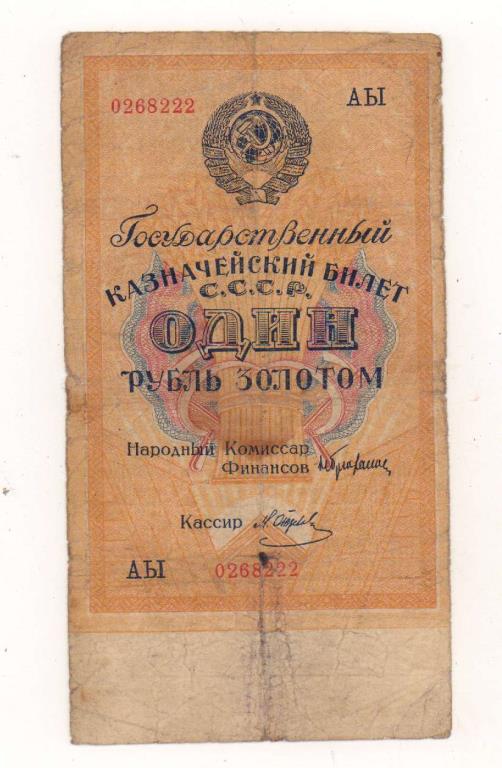 0268222 АЫ
Государственный
КАЗНАЧЕЙСКИЙ БИЛЕТ
С.С.С.Р.
ОДИН
РУБЛЬ ЗОЛОТОМ
Народный Комиссар
Финансов
Кассир
АЫ 0268222